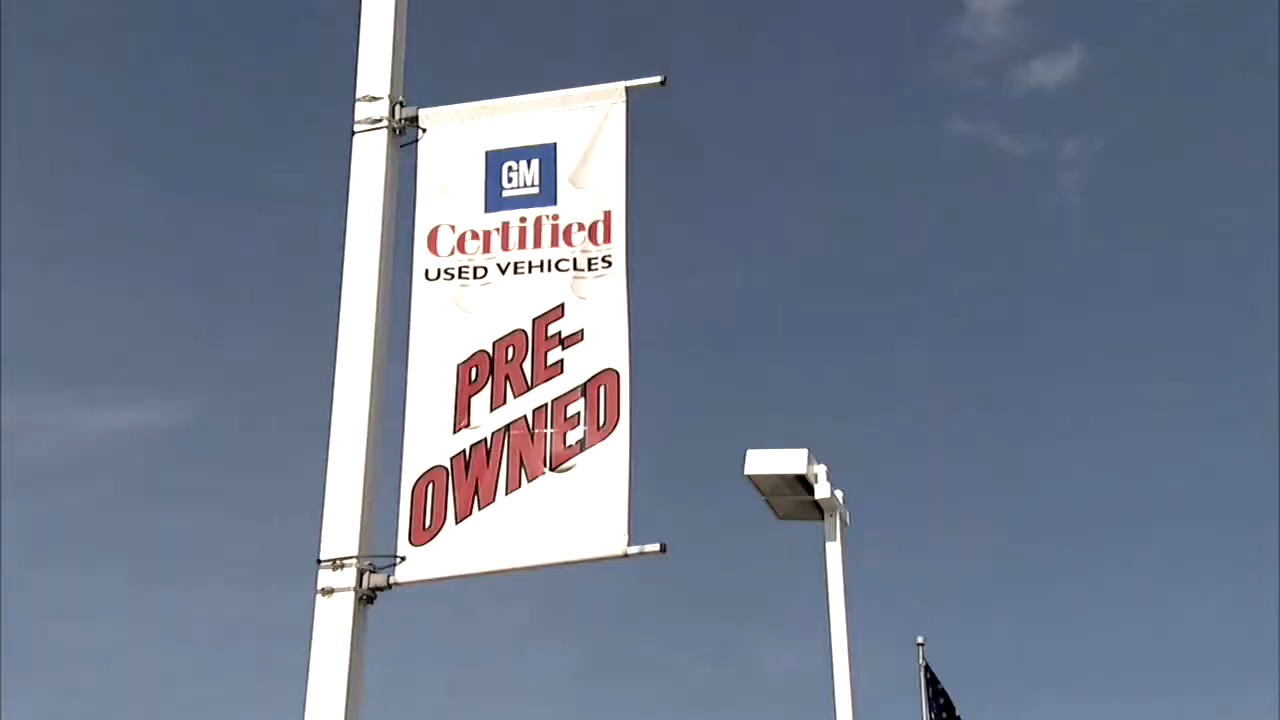 GM
Certified
USED VEHICLES
PRE-
OWNED